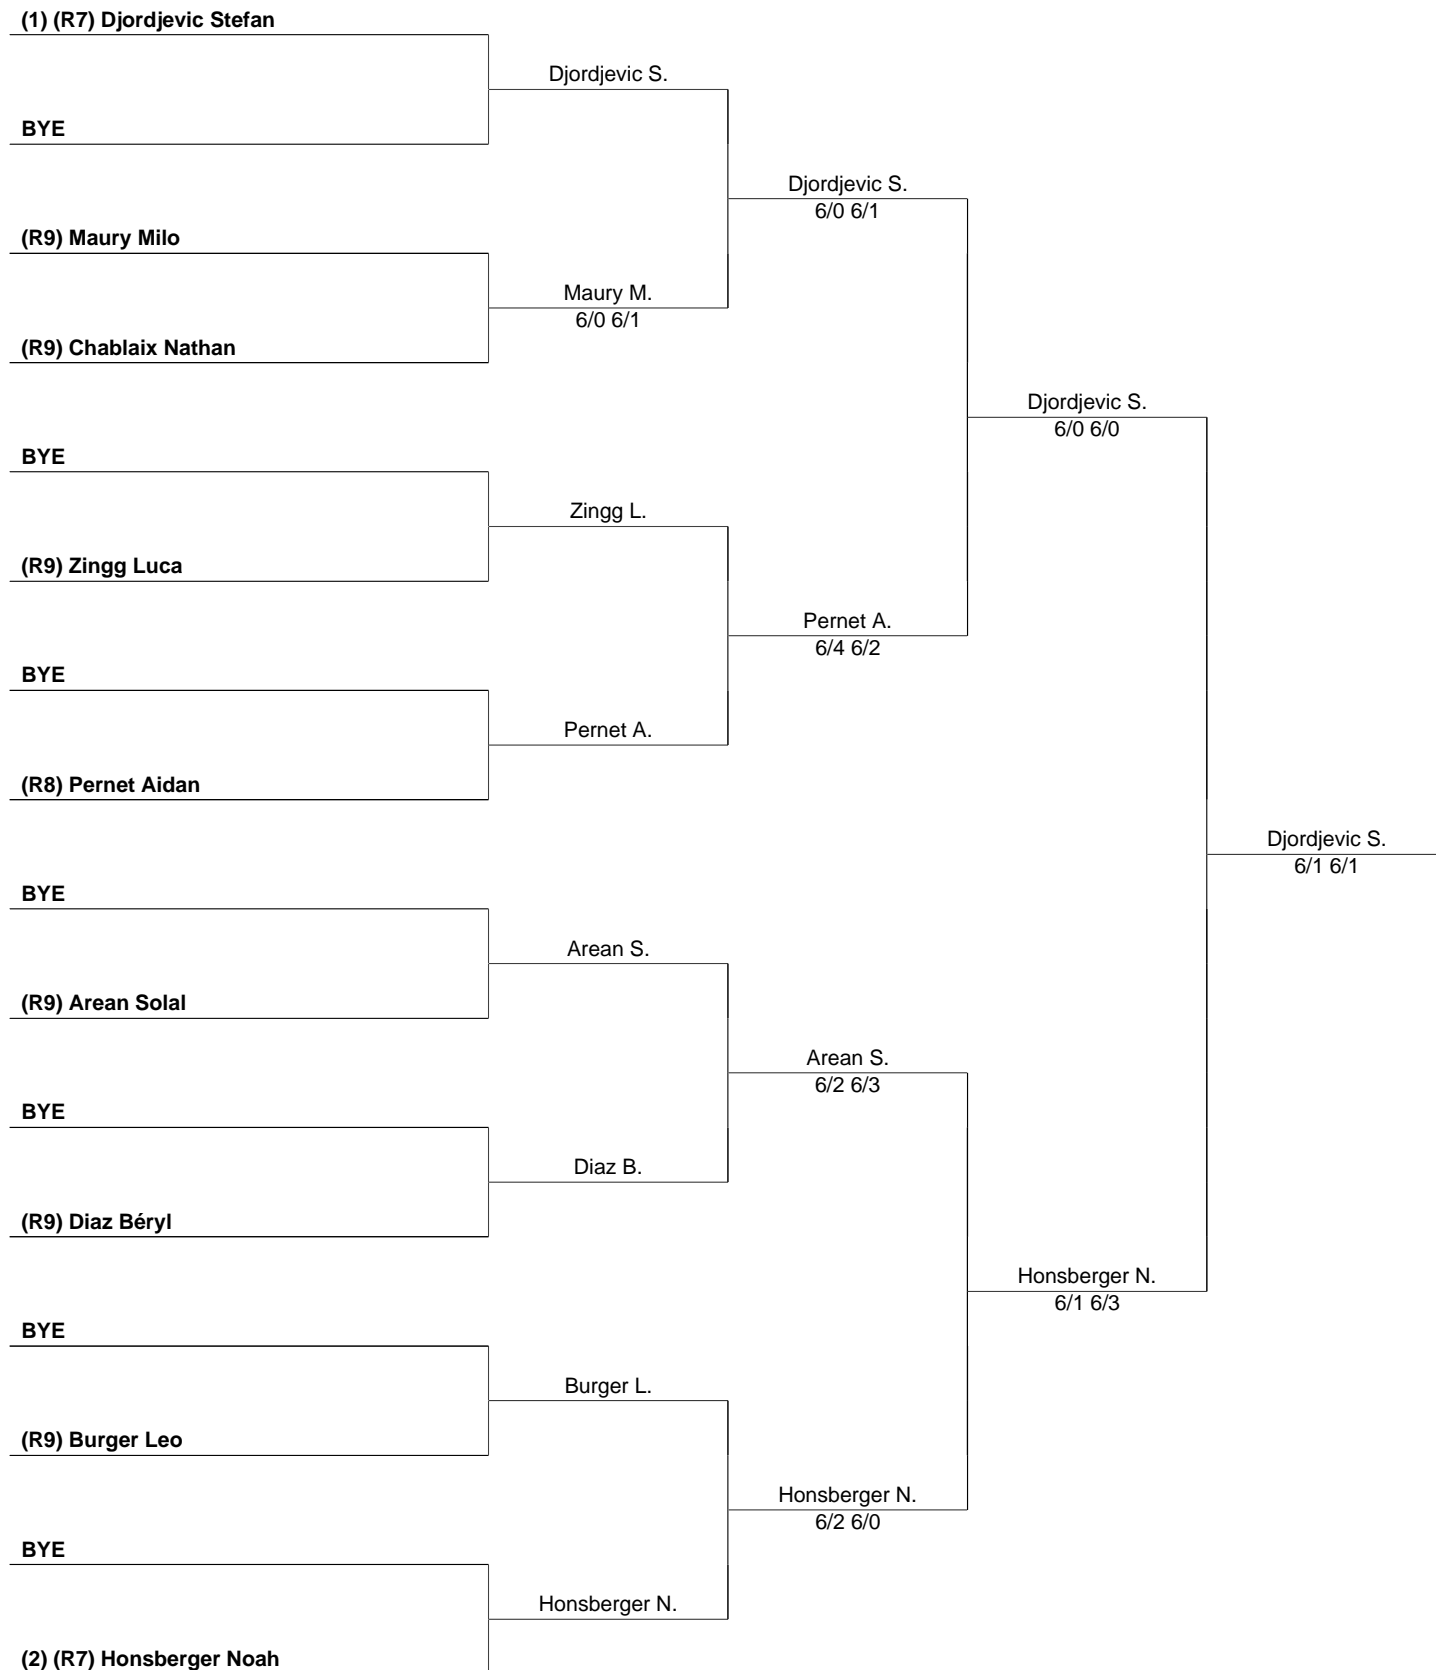 (1) (R7) Djordjevic Stefan
Djordjevic S.
BYE
Djordjevic S.
6/0 6/1
(R9) Maury Milo
Maury M.
6/0 6/1
(R9) Chablaix Nathan
Djordjevic S.
6/0 6/0
BYE
Zingg L.
(R9) Zingg Luca
Pernet A.
6/4 6/2
BYE
Pernet A.
(R8) Pernet Aidan
Djordjevic S.
6/1 6/1
BYE
Arean S.
(R9) Arean Solal
Arean S.
6/2 6/3
BYE
Diaz B.
(R9) Diaz Béryl
Honsberger N.
6/1 6/3
BYE
Burger L.
(R9) Burger Leo
Honsberger N.
6/2 6/0
BYE
Honsberger N.
(2) (R7) Honsberger Noah